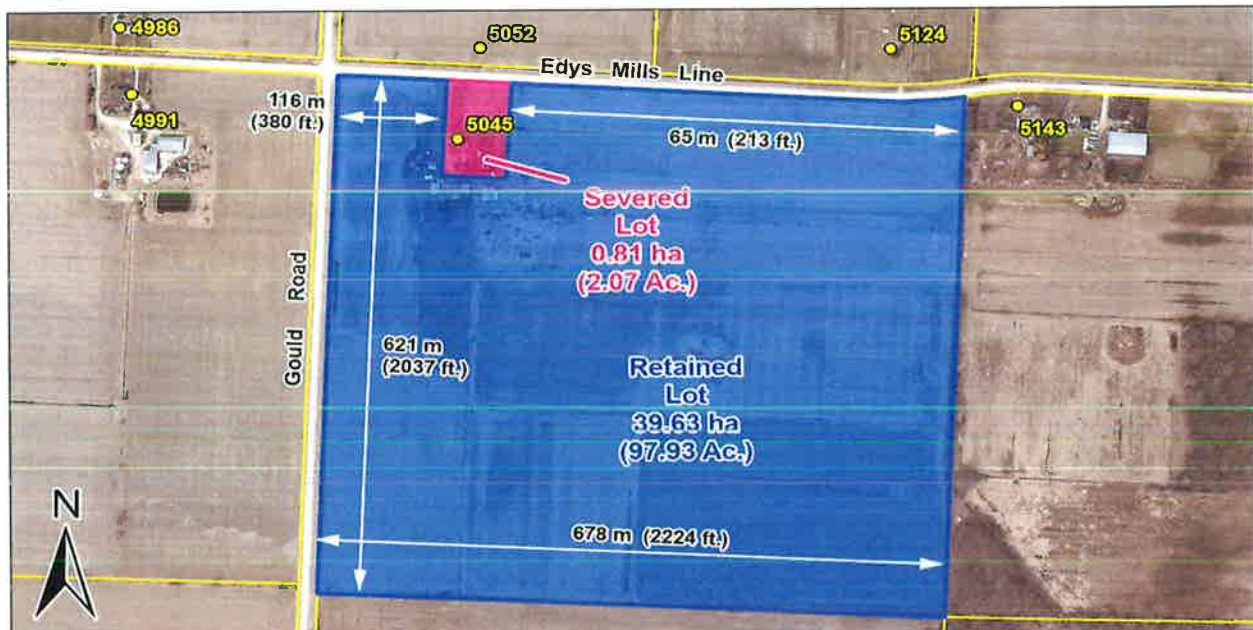 4986
5052
5124
Edys Mills Line
116 m
(380 ft.)
4991
5045
65 m (213 ft.)
5143
Severed
Lot
0.81 ha
(2.07 Ac.)
Gould Road
621 m
(2037 ft.)
Retained
Lot
39.63 ha
(97.93 Ac.)
N
678 m (2224 ft.)